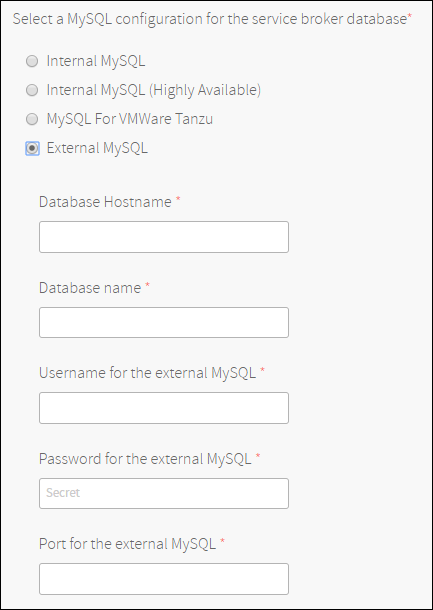 Select a MySQL configuration for the service broker database*
Internal MySQL
Internal MySQL (Highly Available)
MySQL For VMWare Tanzu
External MySQL
Database Hostname *
Database name *
Username for the external MySQL *
Password for the external MySQL *
Secret
Port for the external MySQL *